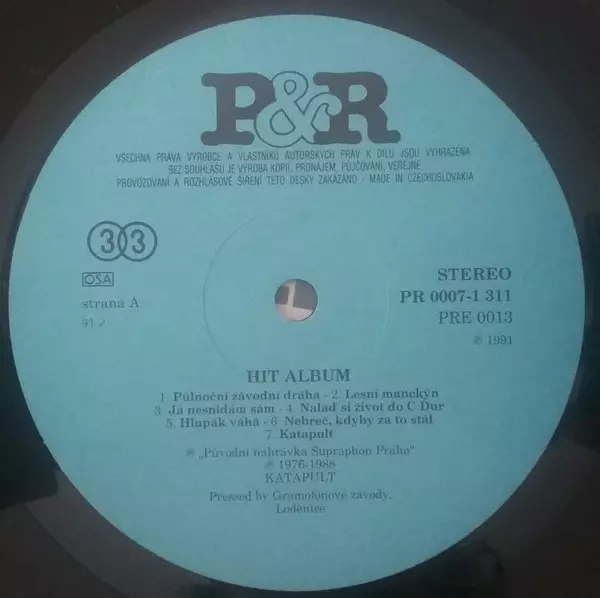 P&R
VŠECHNA PRÁVA VÝROBCE A VLASTNÍKŮ AUTORSKÝCH PRÁV K DÍLU JSOU VYHRAZENA
BEZ SOUHLASU JE VÝROBA KOPIÍ, PRONÁJEM, PŮJČOVÁNÍ, VEŘEJNÉ
PROVOZOVÁNÍ A ROZHLASOVÉ ŠÍŘENÍ TÉTO DESKY ZAKÁZÁNO - MADE IN CZECHOSLOVAKIA
33
OSA
strana A
91 2
STEREO
PR 0007-1 311
PRE 0013
℗ 1991
HIT ALBUM
1 Půlnoční závodní dráha - 2. Lesní manekýn
3. Já nesnídám sám - 4. Nalaď si život do C Dur
5. Hlupák váhá - 6 Nebreč, kdyby za to stál
7. Katapult
℗ „Původní nahrávka Supraphon Praho"
℗ 1976-1988
KATAPULT
Pressed by Gramofonové závody,
Loděnice